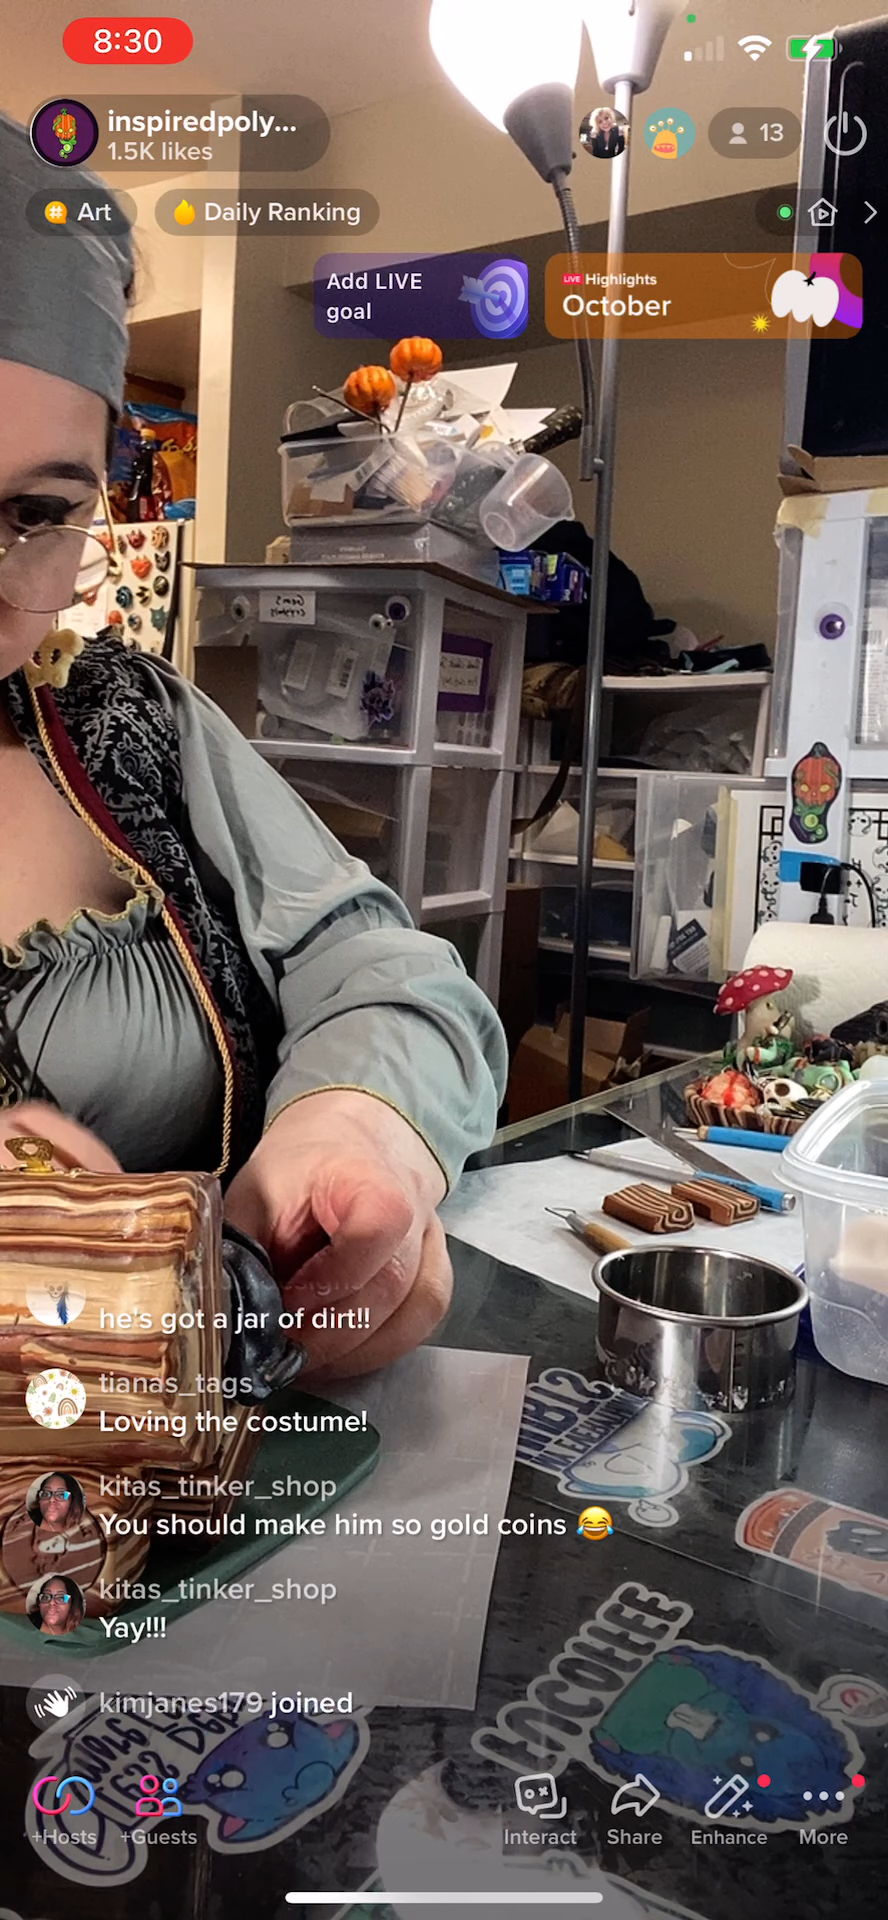 8:30
inspiredpoly...
1.5K likes
13
Art
Daily Ranking
Add LIVE
goal
LIVE Highlights
October
he's got a jar of dirt!!
tianas_tags
Loving the costume!
kitas_tinker_shop
You should make him so gold coins 😂
kitas_tinker_shop
Yay!!!
kimjanes179 joined
+Hosts
+Guests
Interact
Share
Enhance
More